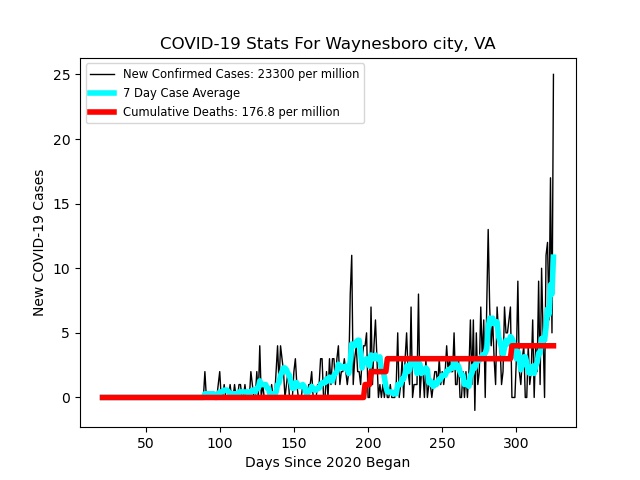 COVID-19 Stats For Waynesboro city, VA
New Confirmed Cases: 23300 per million
7 Day Case Average
Cumulative Deaths: 176.8 per million
New COVID-19 Cases
25
20
15
10
5
0
50 100 150 200 250 300
Days Since 2020 Began